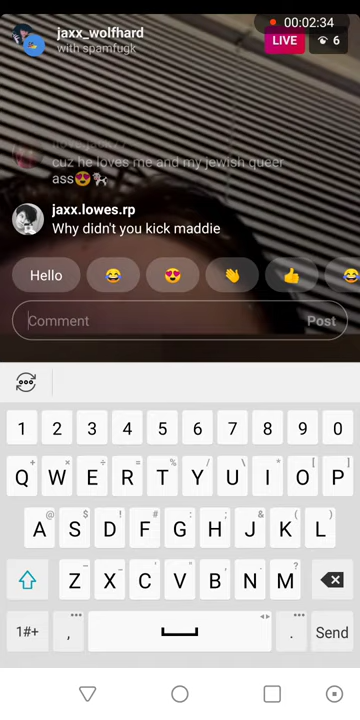 00:02:34
jaxx_wolfhard
with spamfugk
LIVE
6
cuz he loves me and my jewish queer
ass😍🐩
jaxx.lowes.rp
Why didn't you kick maddie
Hello 😂 😍 👏 👍 😂
Comment
Post
1 2 3 4 5 6 7 8 9 0
+ × ÷ = % / \ * [ ]
Q W E R T Y U I O P
@ $ ! # : ; & ( )
A S D F G H J K L
- _ " ' ?
Z X C V B N M
1#+ , . Send